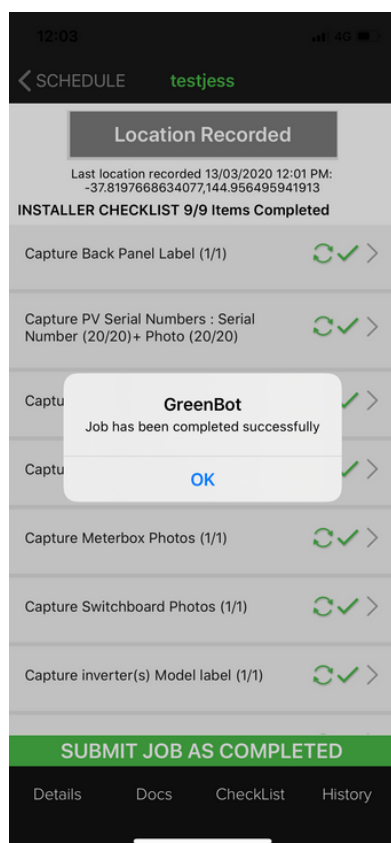 12:03
4G
SCHEDULE
testjess
Location Recorded
Last location recorded 13/03/2020 12:01 PM:
-37.8197668634077,144.956495941
913
INSTALLER CHECKLIST 9/9 Items Completed
Capture Back Panel Label (1/1)
Capture PV Serial Numbers : Serial
Number (20/20)+ Photo (20/20)
Captu
GreenBot
Job has been completed successfully
Captu
OK
Capture Meterbox Photos (1/1)
Capture Switchboard Photos (1/1)
Capture inverter(s) Model label (1/1)
SUBMIT JOB AS COMPLETED
Details
Docs
CheckList
History